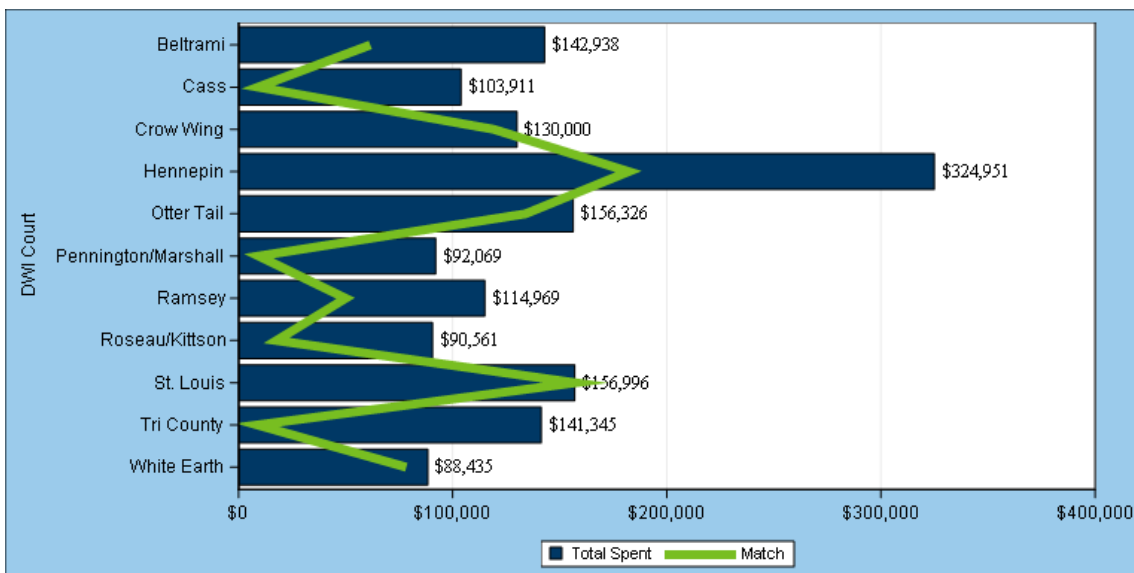 DWI Court
Beltrami $142,938
Cass $103,911
Crow Wing $130,000
Hennepin $324,951
Otter Tail $156,326
Pennington/Marshall $92,069
Ramsey $114,969
Roseau/Kittson $90,561
St. Louis $156,996
Tri County $141,345
White Earth $88,435
$0 $100,000 $200,000 $300,000 $400,000
Total Spent Match